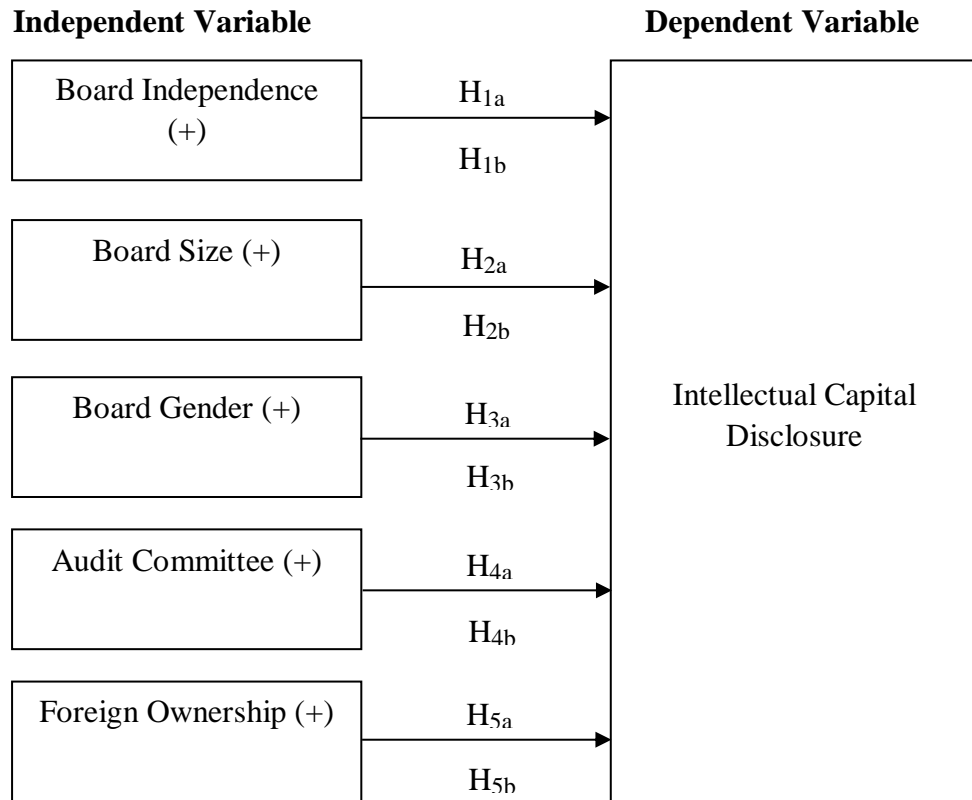 Independent Variable Dependent Variable
Board Independence
(+)
H1a
H1b
Board Size (+)
H2a
H2b
Board Gender (+)
H3a
H3b
Audit Committee (+)
H4a
H4b
Foreign Ownership (+)
H5a
H5b
Intellectual Capital
Disclosure